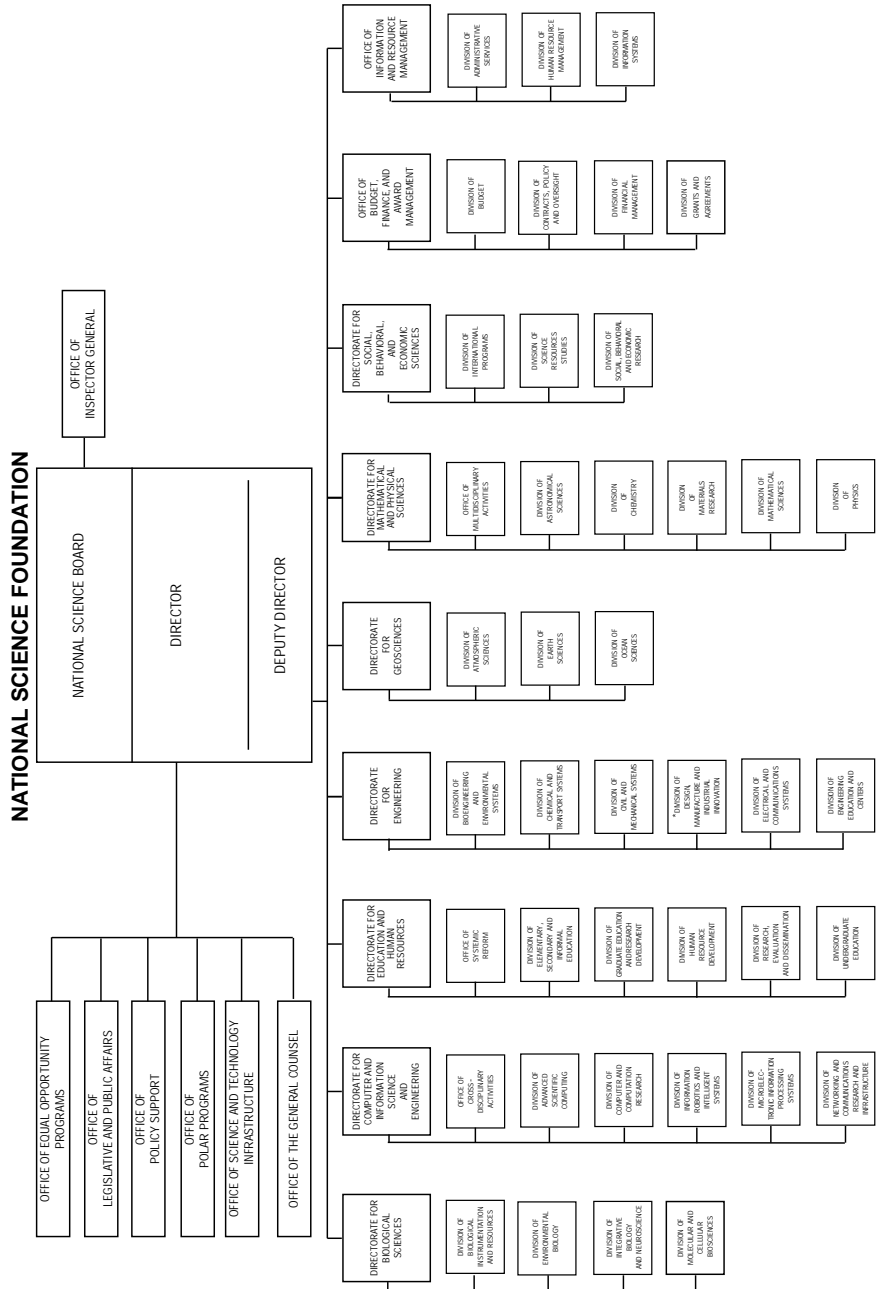 NATIONAL SCIENCE FOUNDATION
NATIONAL SCIENCE BOARD
DIRECTOR
DEPUTY DIRECTOR
OFFICE OF
INSPECTOR GENERAL
OFFICE OF EQUAL OPPORTUNITY
PROGRAMS
OFFICE OF
LEGISLATIVE AND PUBLIC AFFAIRS
OFFICE OF
POLICY SUPPORT
OFFICE OF
POLAR PROGRAMS
OFFICE OF SCIENCE AND TECHNOLOGY
INFRASTRUCTURE
OFFICE OF THE GENERAL COUNSEL
DIRECTORATE FOR
BIOLOGICAL
SCIENCES
DIVISION OF
BIOLOGICAL
INSTRUMENTATION
AND RESOURCES
DIVISION OF
ENVIRONMENTAL
BIOLOGY
DIVISION OF
INTEGRATIVE
BIOLOGY
AND NEUROSCIENCE
DIVISION OF
MOLECULAR AND
CELLULAR
BIOSCIENCES
DIRECTORATE FOR
COMPUTER AND
INFORMATION
SCIENCE
AND
ENGINEERING
OFFICE OF
CROSS-
DISCIPLINARY
ACTIVITIES
DIVISION OF
ADVANCED
SCIENTIFIC
COMPUTING
DIVISION OF
COMPUTER AND
COMPUTATION
RESEARCH
DIVISION OF
INFORMATION
ROBOTICS AND
INTELLIGENT
SYSTEMS
DIVISION OF
MICROELEC-
TRONIC INFORMATION
PROCESSING
SYSTEMS
DIVISION OF
NETWORKING AND
COMMUNICATIONS
RESEARCH AND
INFRASTRUCTURE
DIRECTORATE FOR
EDUCATION AND
HUMAN
RESOURCES
OFFICE OF
SYSTEMIC
REFORM
DIVISION OF
ELEMENTARY,
SECONDARY AND
INFORMAL
EDUCATION
DIVISION OF
GRADUATE EDUCATION
AND RESEARCH
DEVELOPMENT
DIVISION OF
HUMAN
RESOURCE
DEVELOPMENT
DIVISION OF
RESEARCH,
EVALUATION
AND DISSEMINATION
DIVISION OF
UNDERGRADUATE
EDUCATION
DIRECTORATE
FOR
ENGINEERING
DIVISION OF
BIOENGINEERING
AND
ENVIRONMENTAL
SYSTEMS
DIVISION OF
CHEMICAL AND
TRANSPORT SYSTEMS
DIVISION OF
CIVIL AND
MECHANICAL SYSTEMS
*DIVISION OF
DESIGN,
MANUFACTURE AND
INDUSTRIAL
INNOVATION
DIVISION OF
ELECTRICAL AND
COMMUNICATIONS
SYSTEMS
DIVISION OF
ENGINEERING
EDUCATION AND
CENTERS
DIRECTORATE
FOR
GEOSCIENCES
DIVISION OF
ATMOSPHERIC
SCIENCES
DIVISION OF
EARTH
SCIENCES
DIVISION OF
OCEAN
SCIENCES
DIRECTORATE FOR
MATHEMATICAL
AND PHYSICAL
SCIENCES
OFFICE OF
MULTIDISCIPLINARY
ACTIVITIES
DIVISION OF
ASTRONOMICAL
SCIENCES
DIVISION
OF
CHEMISTRY
DIVISION
OF
MATERIALS
RESEARCH
DIVISION OF
MATHEMATICAL
SCIENCES
DIVISION
OF
PHYSICS
DIRECTORATE FOR
SOCIAL,
BEHAVIORAL,
AND
ECONOMIC
SCIENCES
DIVISION OF
INTERNATIONAL
PROGRAMS
DIVISION OF
SCIENCE
RESOURCES
STUDIES
DIVISION OF
SOCIAL, BEHAVIORAL
AND ECONOMIC
RESEARCH
OFFICE OF
BUDGET,
FINANCE, AND
AWARD
MANAGEMENT
DIVISION OF
BUDGET
DIVISION OF
CONTRACTS, POLICY
AND OVERSIGHT
DIVISION OF
FINANCIAL
MANAGEMENT
DIVISION OF
GRANTS AND
AGREEMENTS
OFFICE OF
INFORMATION
AND RESOURCE
MANAGEMENT
DIVISION OF
ADMINISTRATIVE
SERVICES
DIVISION OF
HUMAN RESOURCE
MANAGEMENT
DIVISION OF
INFORMATION
SYSTEMS